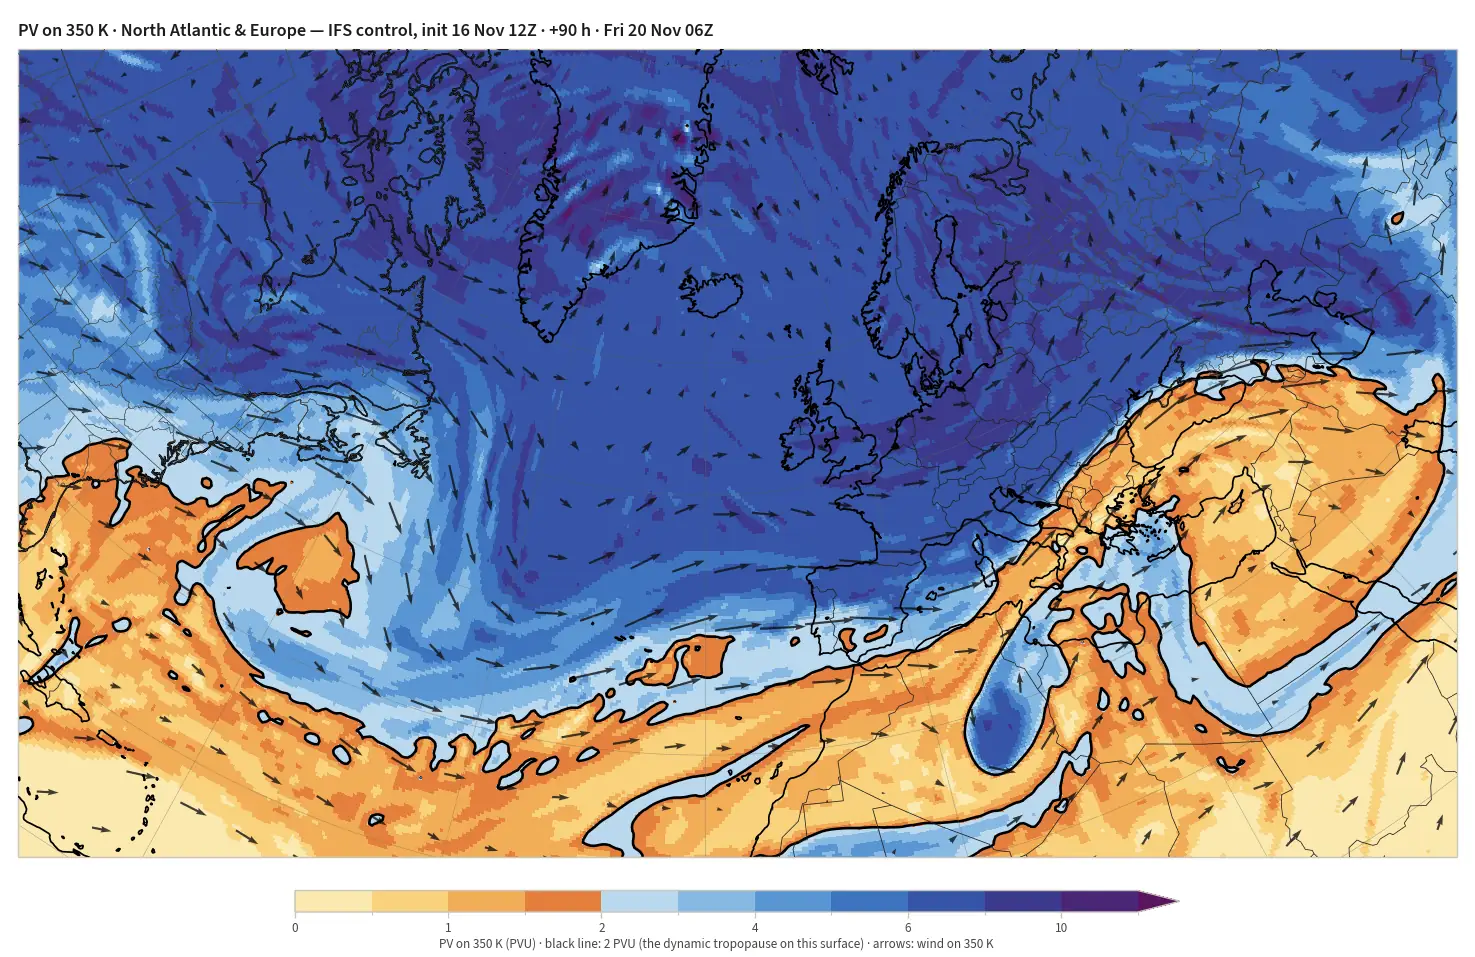 PV on 350 K · North Atlantic & Europe — IFS control, init 16 Nov 12Z · +90 h · Fri 20 Nov 06Z
0 1 2 4 6 10
PV on 350 K (PVU) · black line: 2 PVU (the dynamic tropopause on this surface) · arrows: wind on 350 K